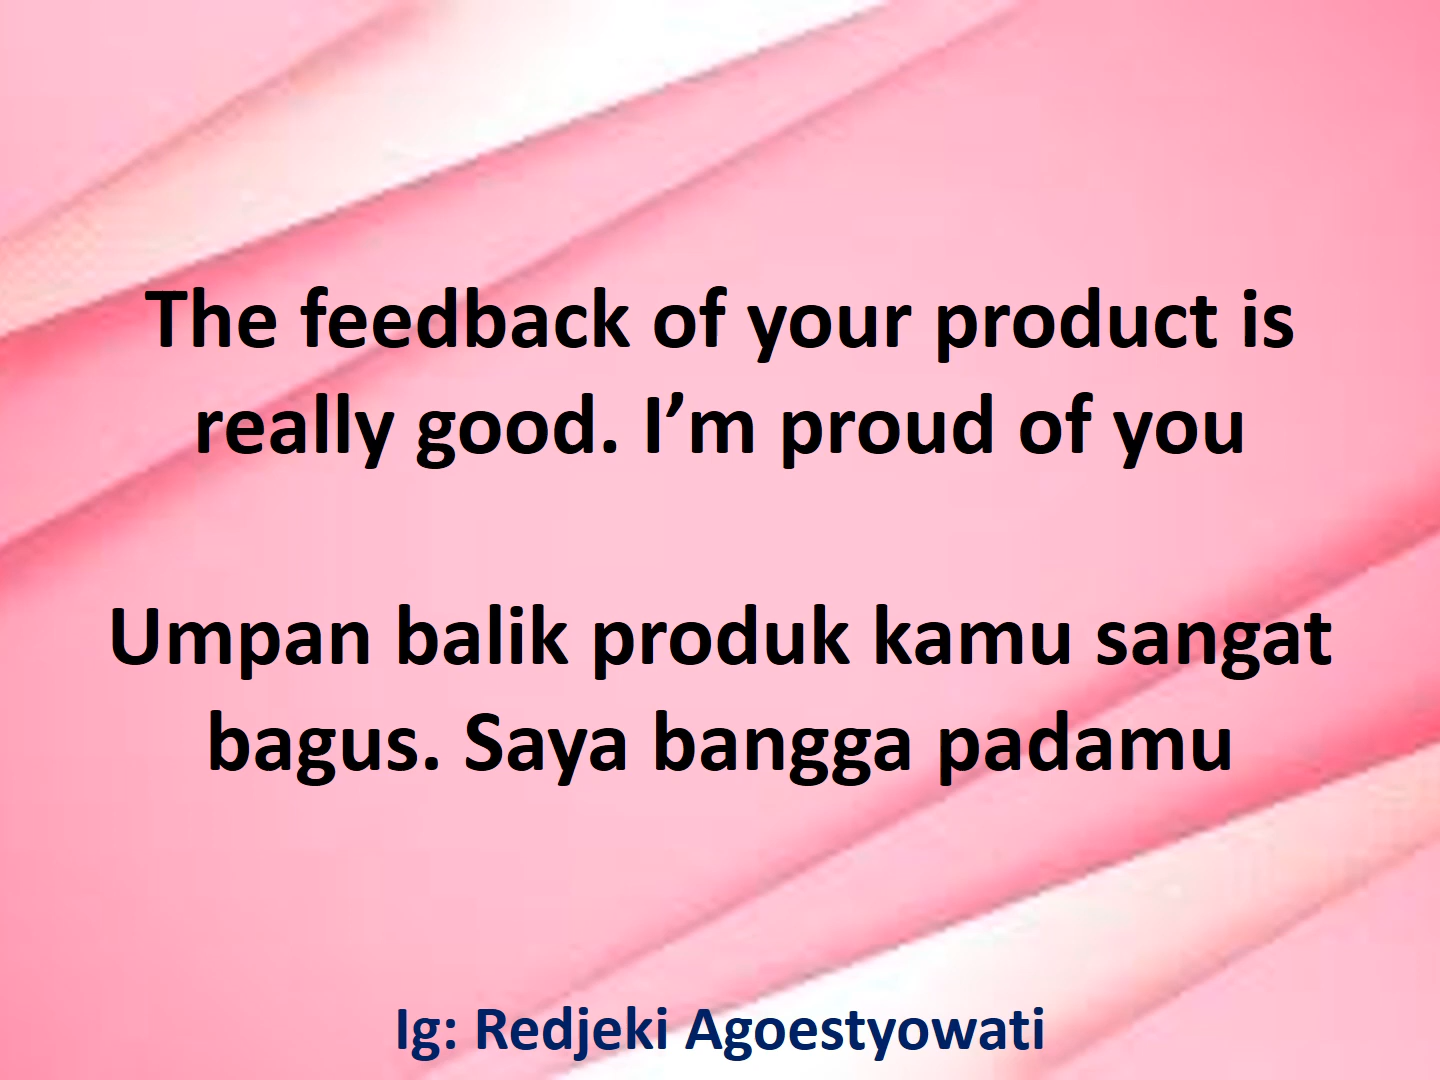 The feedback of your product is
really good. I’m proud of you
Umpan balik produk kamu sangat
bagus. Saya bangga padamu
Ig: Redjeki Agoestyowati